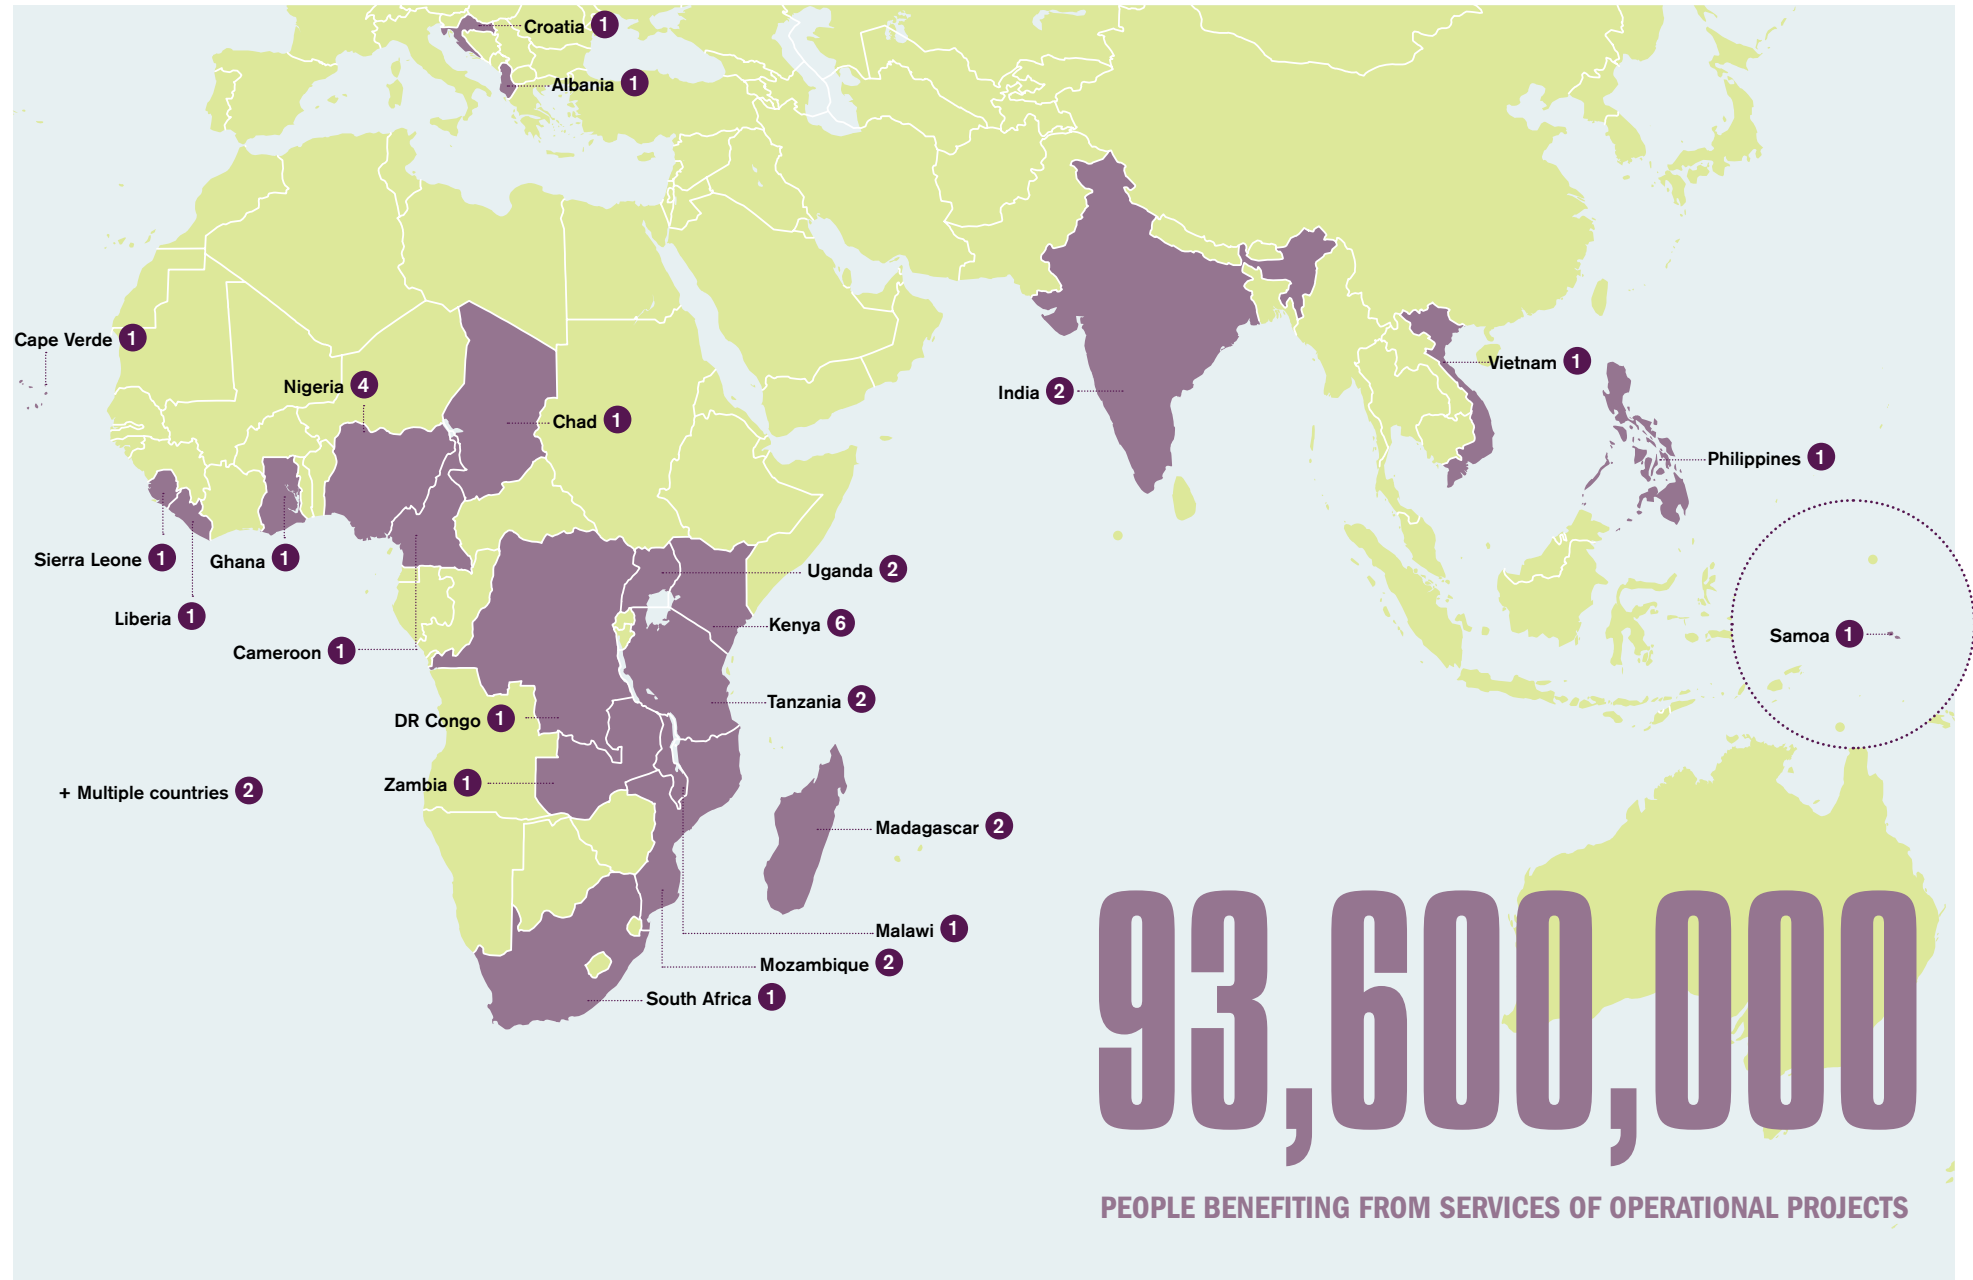 Croatia 1
Albania 1
Cape Verde 1
Nigeria 4
Chad 1
India 2
Vietnam 1
Philippines 1
Sierra Leone 1
Ghana 1
Liberia 1
Cameroon 1
Uganda 2
Kenya 6
Samoa 1
Tanzania 2
DR Congo 1
Zambia 1
+ Multiple countries 2
Madagascar 2
Malawi 1
Mozambique 2
South Africa 1
93,600,000
PEOPLE BENEFITING FROM SERVICES OF OPERATIONAL PROJECTS